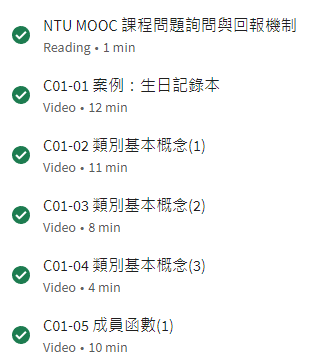 NTU MOOC 課程問題詢問與回報機制
Reading • 1 min
C01-01 案例：生日記錄本
Video • 12 min
C01-02 類別基本概念(1)
Video • 11 min
C01-03 類別基本概念(2)
Video • 8 min
C01-04 類別基本概念(3)
Video • 4 min
C01-05 成員函數(1)
Video • 10 min